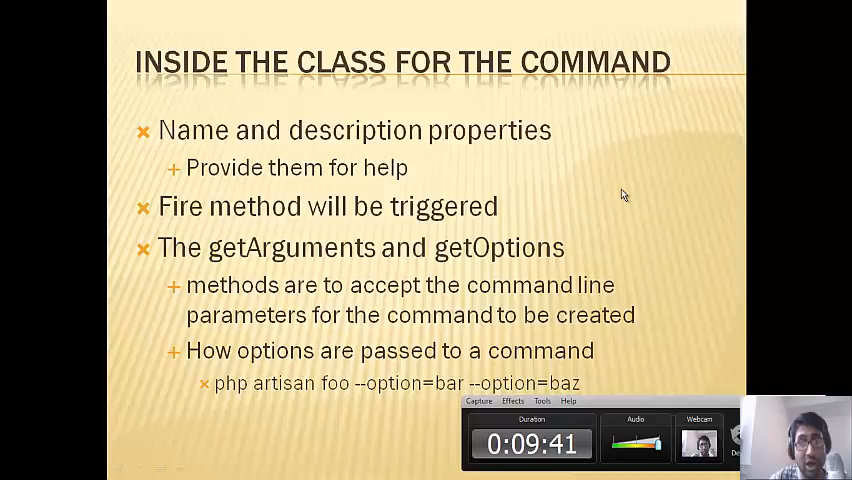 INSIDE THE CLASS FOR THE COMMAND
Name and description properties
Provide them for help
Fire method will be triggered
The getArguments and getOptions
methods are to accept the command line
parameters for the command to be created
How options are passed to a command
php artisan foo --option=bar --option=baz
Capture Effects Tools Help
Duration Audio Webcam
0:09:41